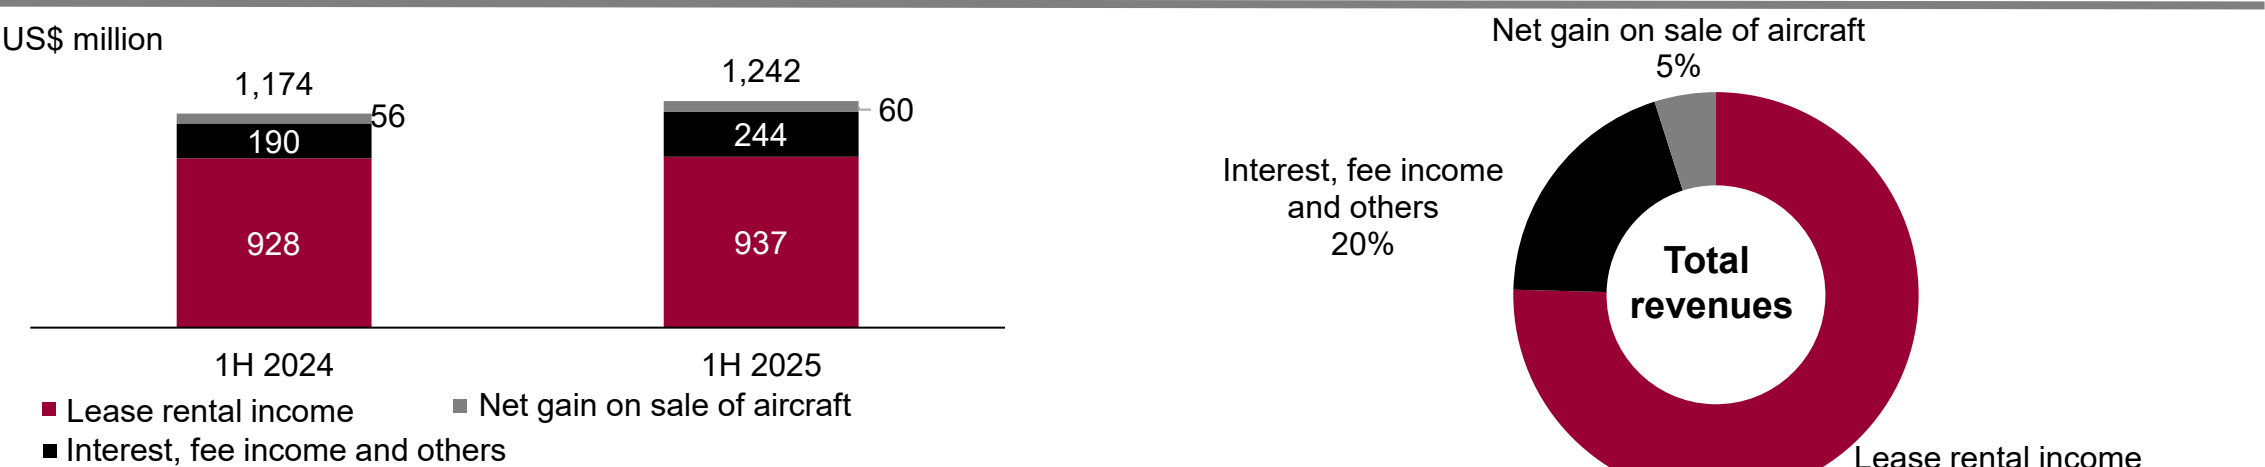 US$ million
1,174
56
190
928
1H 2024
1,242
60
244
937
1H 2025
Lease rental income
Net gain on sale of aircraft
Interest, fee income and others
Net gain on sale of aircraft
5%
Interest, fee income
and others
20%
Total
revenues
Lease rental income